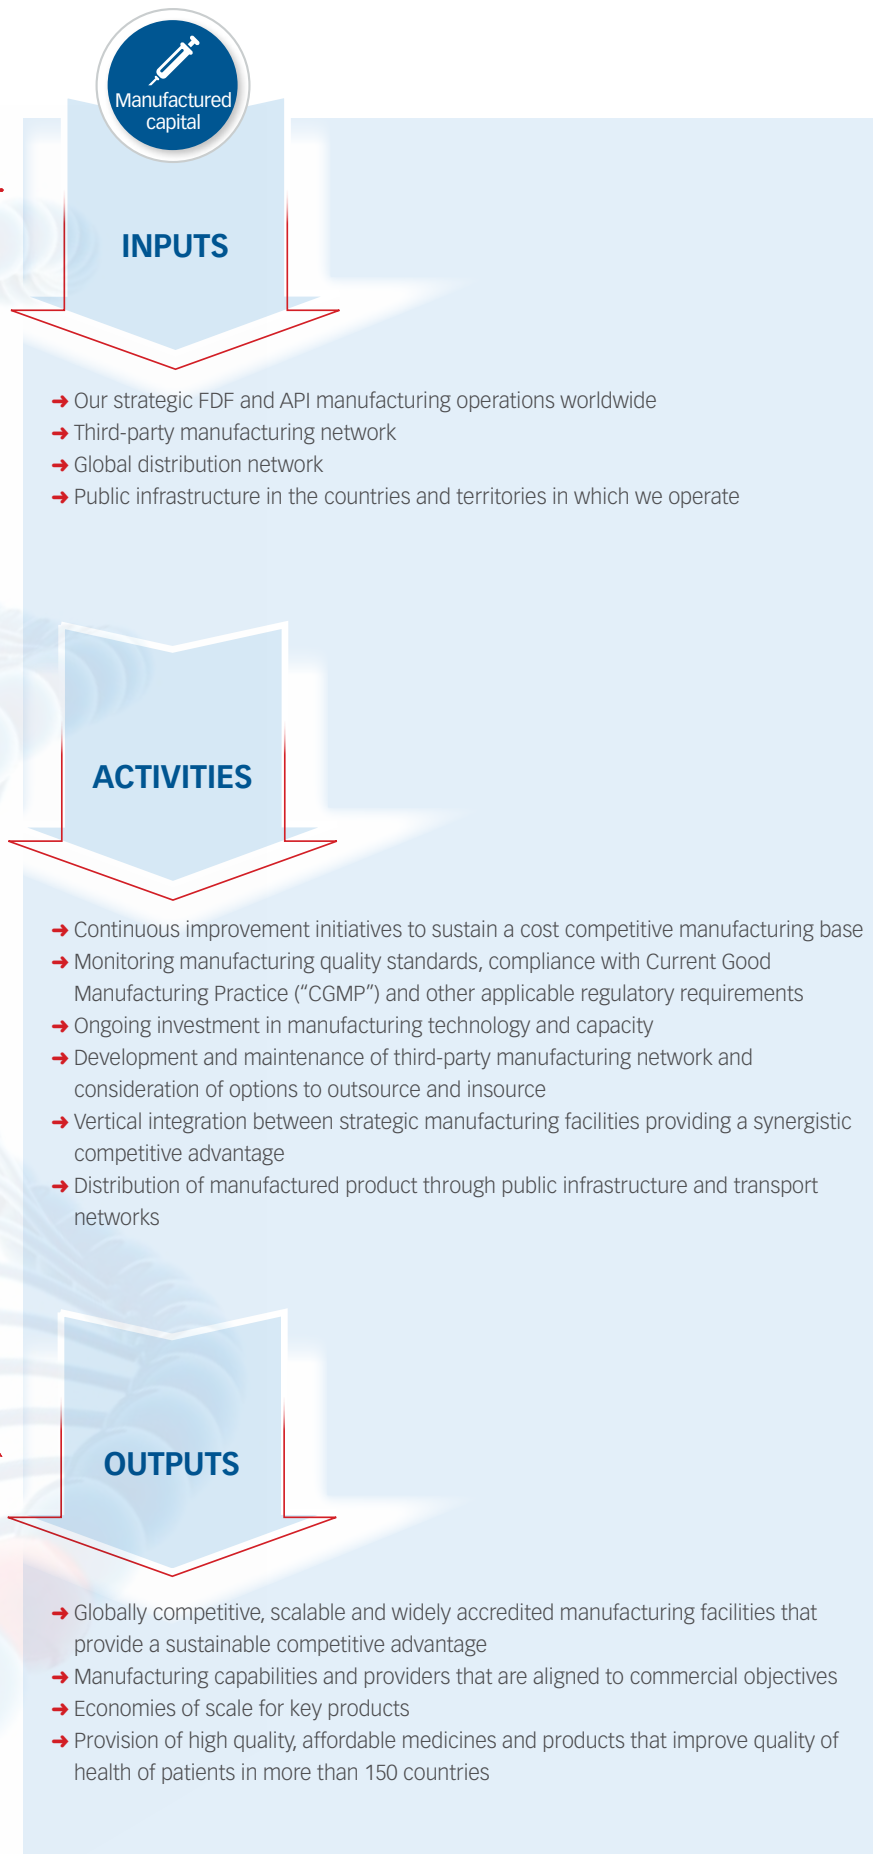 Manufactured
capital
INPUTS
➜ Our strategic FDF and API manufacturing operations worldwide
➜ Third-party manufacturing network
➜ Global distribution network
➜ Public infrastructure in the countries and territories in which we operate
ACTIVITIES
➜ Continuous improvement initiatives to sustain a cost competitive manufacturing base
➜ Monitoring manufacturing quality standards, compliance with Current Good
Manufacturing Practice (“CGMP”) and other applicable regulatory requirements
➜ Ongoing investment in manufacturing technology and capacity
➜ Development and maintenance of third-party manufacturing network and
consideration of options to outsource and insource
➜ Vertical integration between strategic manufacturing facilities providing a synergistic
competitive advantage
➜ Distribution of manufactured product through public infrastructure and transport
networks
OUTPUTS
➜ Globally competitive, scalable and widely accredited manufacturing facilities that
provide a sustainable competitive advantage
➜ Manufacturing capabilities and providers that are aligned to commercial objectives
➜ Economies of scale for key products
➜ Provision of high quality, affordable medicines and products that improve quality of
health of patients in more than 150 countries